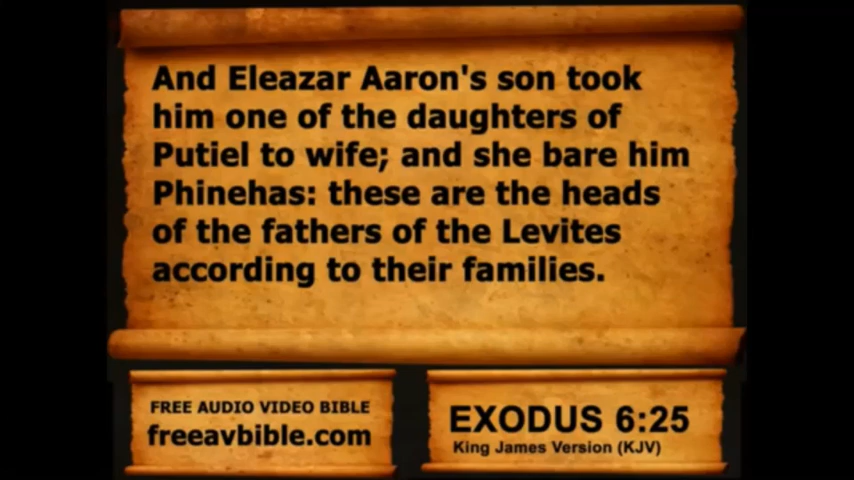 And Eleazar Aaron's son took
him one of the daughters of
Putiel to wife; and she bare him
Phinehas: these are the heads
of the fathers of the Levites
according to their families.
FREE AUDIO VIDEO BIBLE
freeavbible.com
EXODUS 6:25
King James Version (KJV)